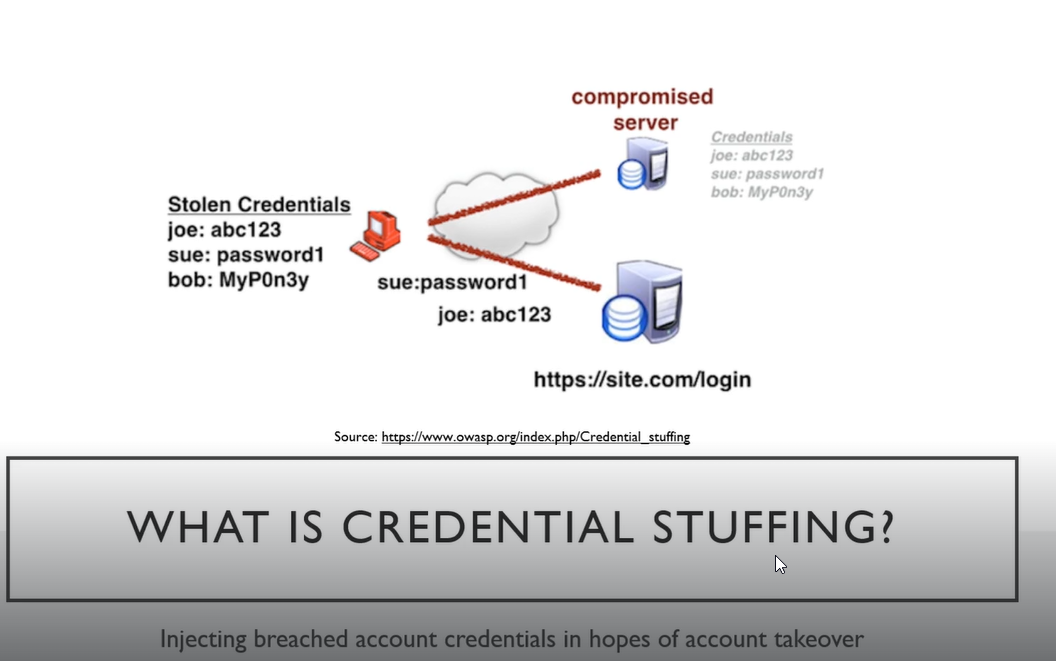 compromised
server
Credentials
joe: abc123
sue: password1
bob: MyP0n3y
Stolen Credentials
joe: abc123
sue: password1
bob: MyP0n3y
sue:password1
joe: abc123
https://site.com/login
Source: https://www.owasp.org/index.php/Credential_stuffing
WHAT IS CREDENTIAL STUFFING?
Injecting breached account credentials in hopes of account takeover